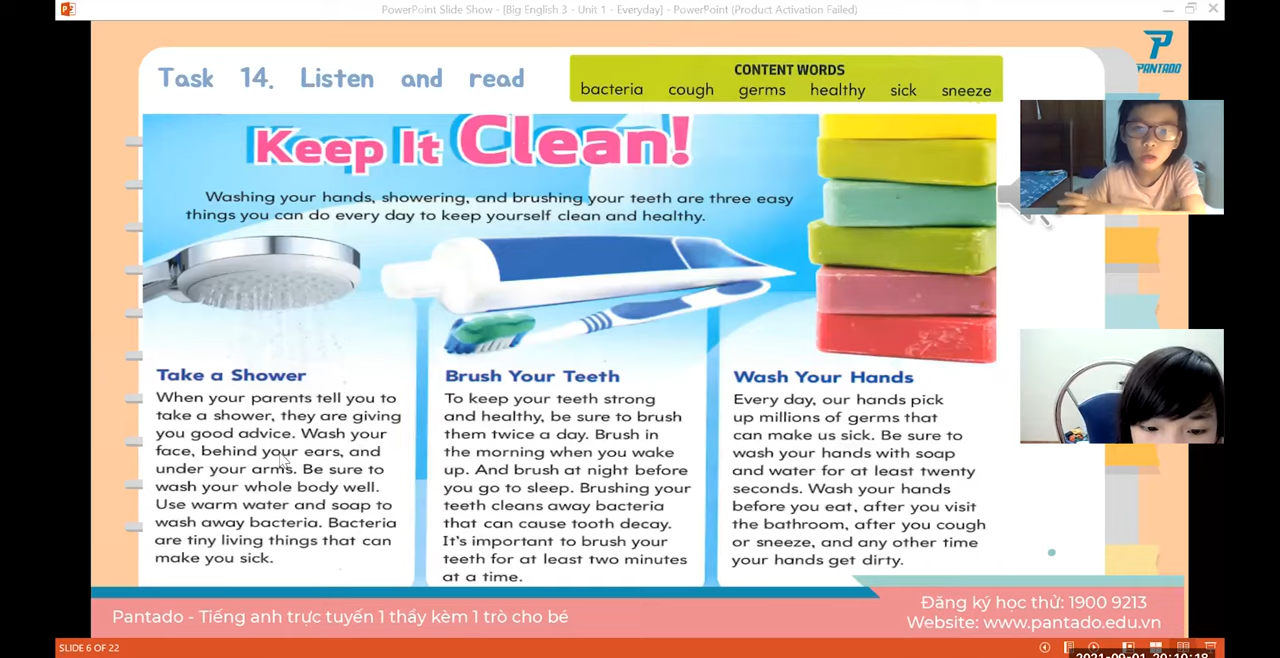 PowerPoint Slide Show - [Big English 3 - Unit 1 - Everyday] - PowerPoint (Product Activation Failed)
Task 14. Listen and read
CONTENT WORDS
bacteria cough germs healthy sick sneeze
PANTADO
Keep It Clean!
Washing your hands, showering, and brushing your teeth are three easy
things you can do every day to keep yourself clean and healthy.
Take a Shower
When your parents tell you to
take a shower, they are giving
you good advice. Wash your
face, behind your ears, and
under your arms. Be sure to
wash your whole body well.
Use warm water and soap to
wash away bacteria. Bacteria
are tiny living things that can
make you sick.
Brush Your Teeth
To keep your teeth strong
and healthy, be sure to brush
them twice a day. Brush in
the morning when you wake
up. And brush at night before
you go to sleep. Brushing your
teeth cleans away bacteria
that can cause tooth decay.
It's important to brush your
teeth for at least two minutes
at a time.
Wash Your Hands
Every day, our hands pick
up millions of germs that
can make us sick. Be sure to
wash your hands with soap
and water for at least twenty
seconds. Wash your hands
before you eat, after you visit
the bathroom, after you cough
or sneeze, and any other time
your hands get dirty.
Pantado - Tiếng anh trực tuyến 1 thầy kèm 1 trò cho bé
Đăng ký học thử: 1900 9213
Website: www.pantado.edu.vn
SLIDE 6 OF 22
2021-09-01 20:10:18